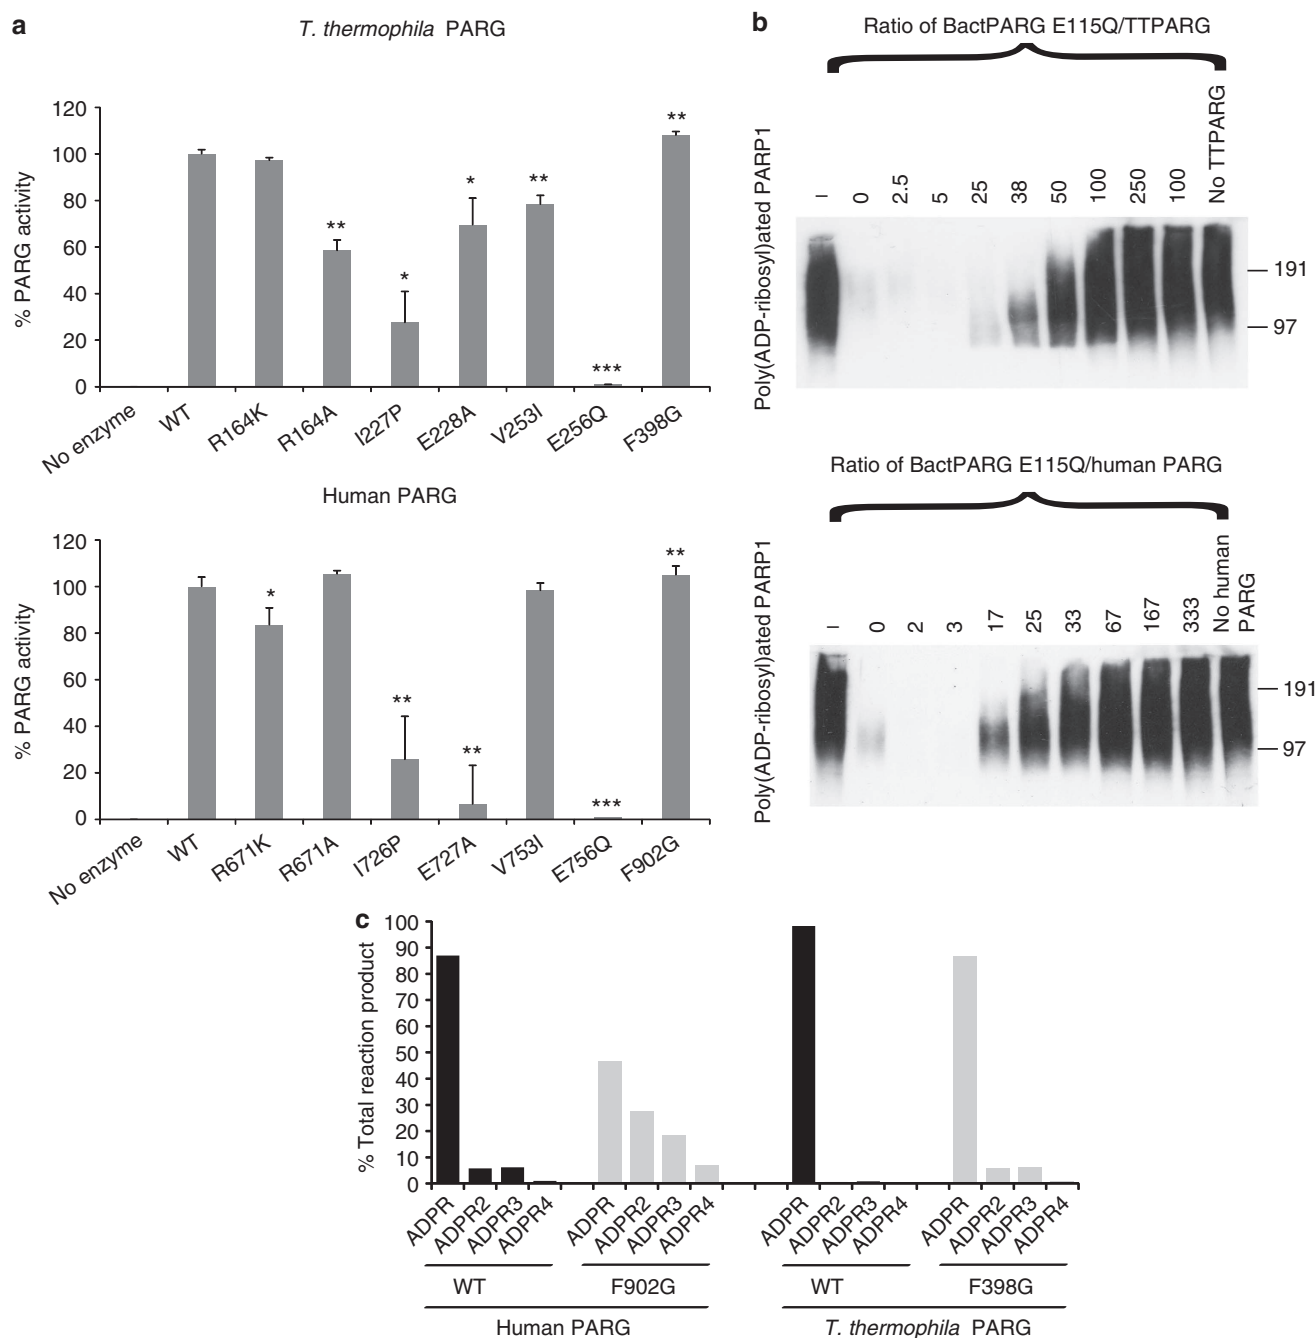 a
T. thermophila PARG
% PARG activity
120
100
80
60
40
20
0
** * ** * ** *** **
No enzyme WT R164K R164A I227P E228A V253I E256Q F398G
Human PARG
% PARG activity
120
100
80
60
40
20
0
* ** ** *** **
No enzyme WT R671K R671A I726P E727A V753I E756Q F902G
b
Ratio of BactPARG E115Q/TTPARG
Poly(ADP-ribosyl)ated PARP1
– 0 2.5 5 25 38 50 100 250 100 No TTPARG
191
97
Ratio of BactPARG E115Q/human PARG
Poly(ADP-ribosyl)ated PARP1
– 0 2 3 17 25 33 67 167 333 No human PARG
191
97
c
% Total reaction product
100
90
80
70
60
50
40
30
20
10
0
ADPR ADPR2 ADPR3 ADPR4 ADPR ADPR2 ADPR3 ADPR4 ADPR ADPR2 ADPR3 ADPR4 ADPR ADPR2 ADPR3 ADPR4
WT F902G WT F398G
Human PARG T. thermophila PARG